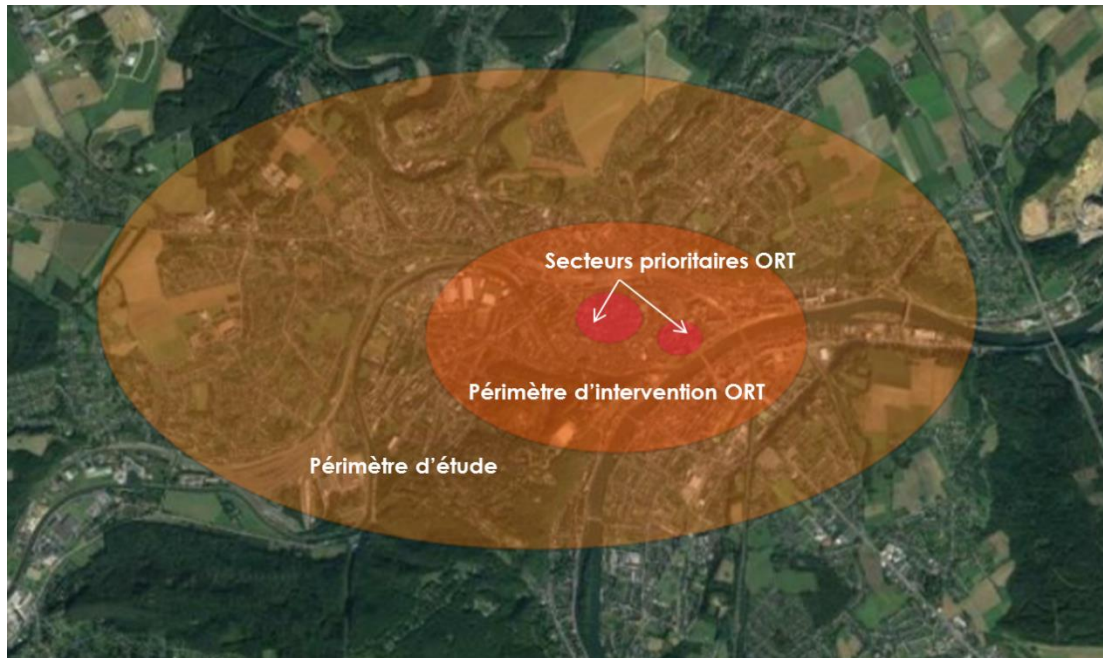 Secteurs prioritaires ORT
Périmètre d’intervention ORT
Périmètre d’étude